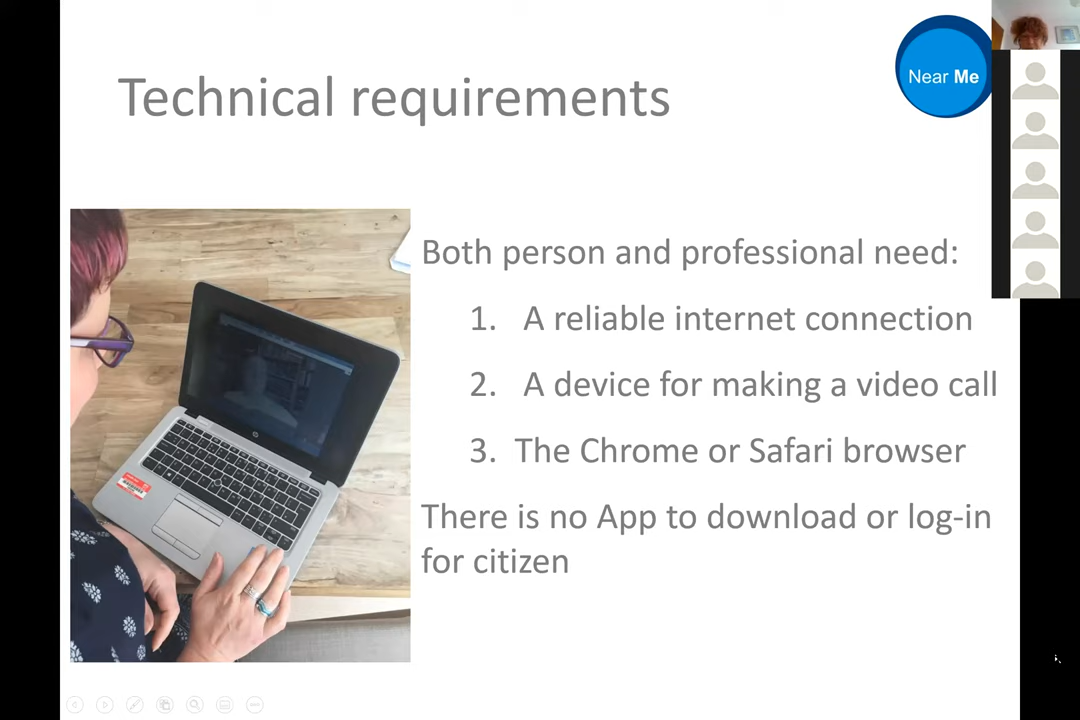 Technical requirements
Near Me
Both person and professional need:
1. A reliable internet connection
2. A device for making a video call
3. The Chrome or Safari browser
There is no App to download or log-in
for citizen